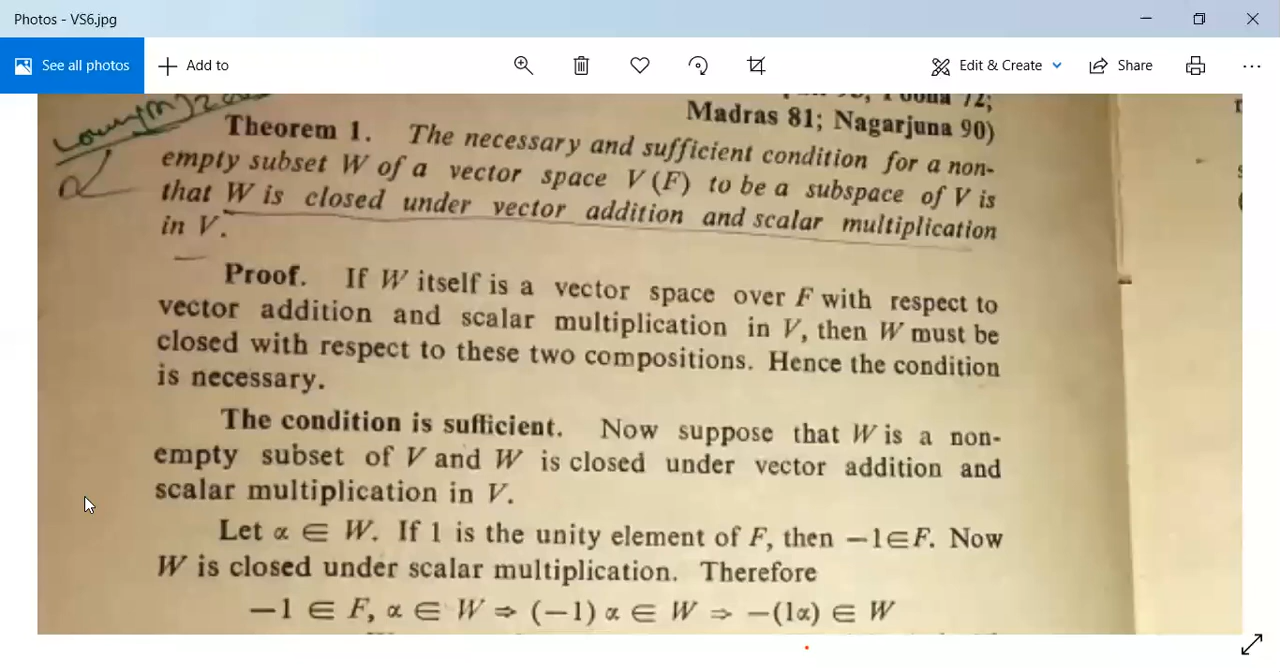 Photos - VS6.jpg
See all photos
Add to
Edit & Create
Share
72;
Madras 81; Nagarjuna 90)
Theorem 1. The necessary and sufficient condition for a non-
empty subset W of a vector space V (F) to be a subspace of V is
that W is closed under vector addition and scalar multiplication
in V.
Proof. If W itself is a vector space over F with respect to
vector addition and scalar multiplication in V, then W must be
closed with respect to these two compositions. Hence the condition
is necessary.
The condition is sufficient. Now suppose that W is a non-
empty subset of V and W is closed under vector addition and
scalar multiplication in V.
Let α ∈ W. If 1 is the unity element of F, then −1∈F. Now
W is closed under scalar multiplication. Therefore
−1 ∈ F, α ∈ W ⇒ (−1) α ∈ W ⇒ −(1α) ∈ W